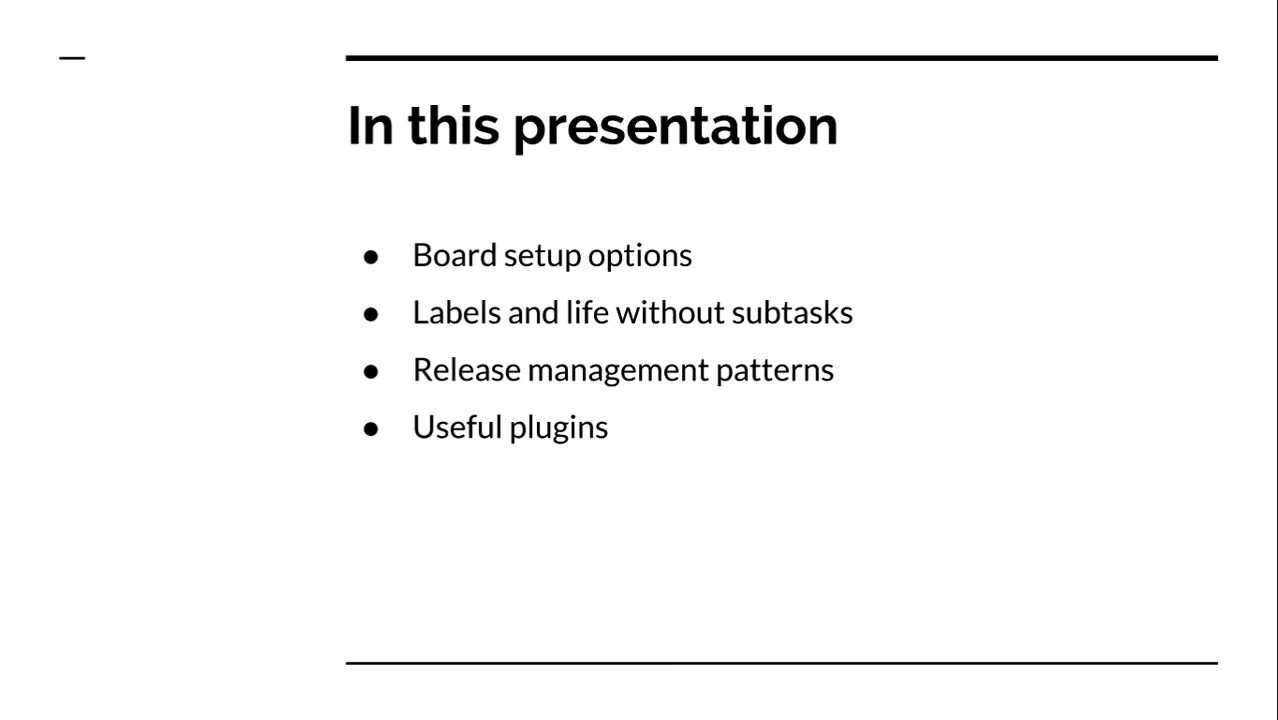 In this presentation
● Board setup options
● Labels and life without subtasks
● Release management patterns
● Useful plugins